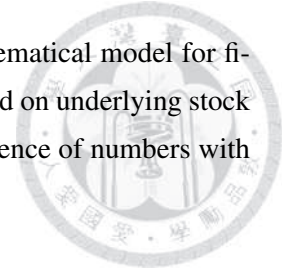 ematical model for fi-
d on underlying stock
ence of numbers with